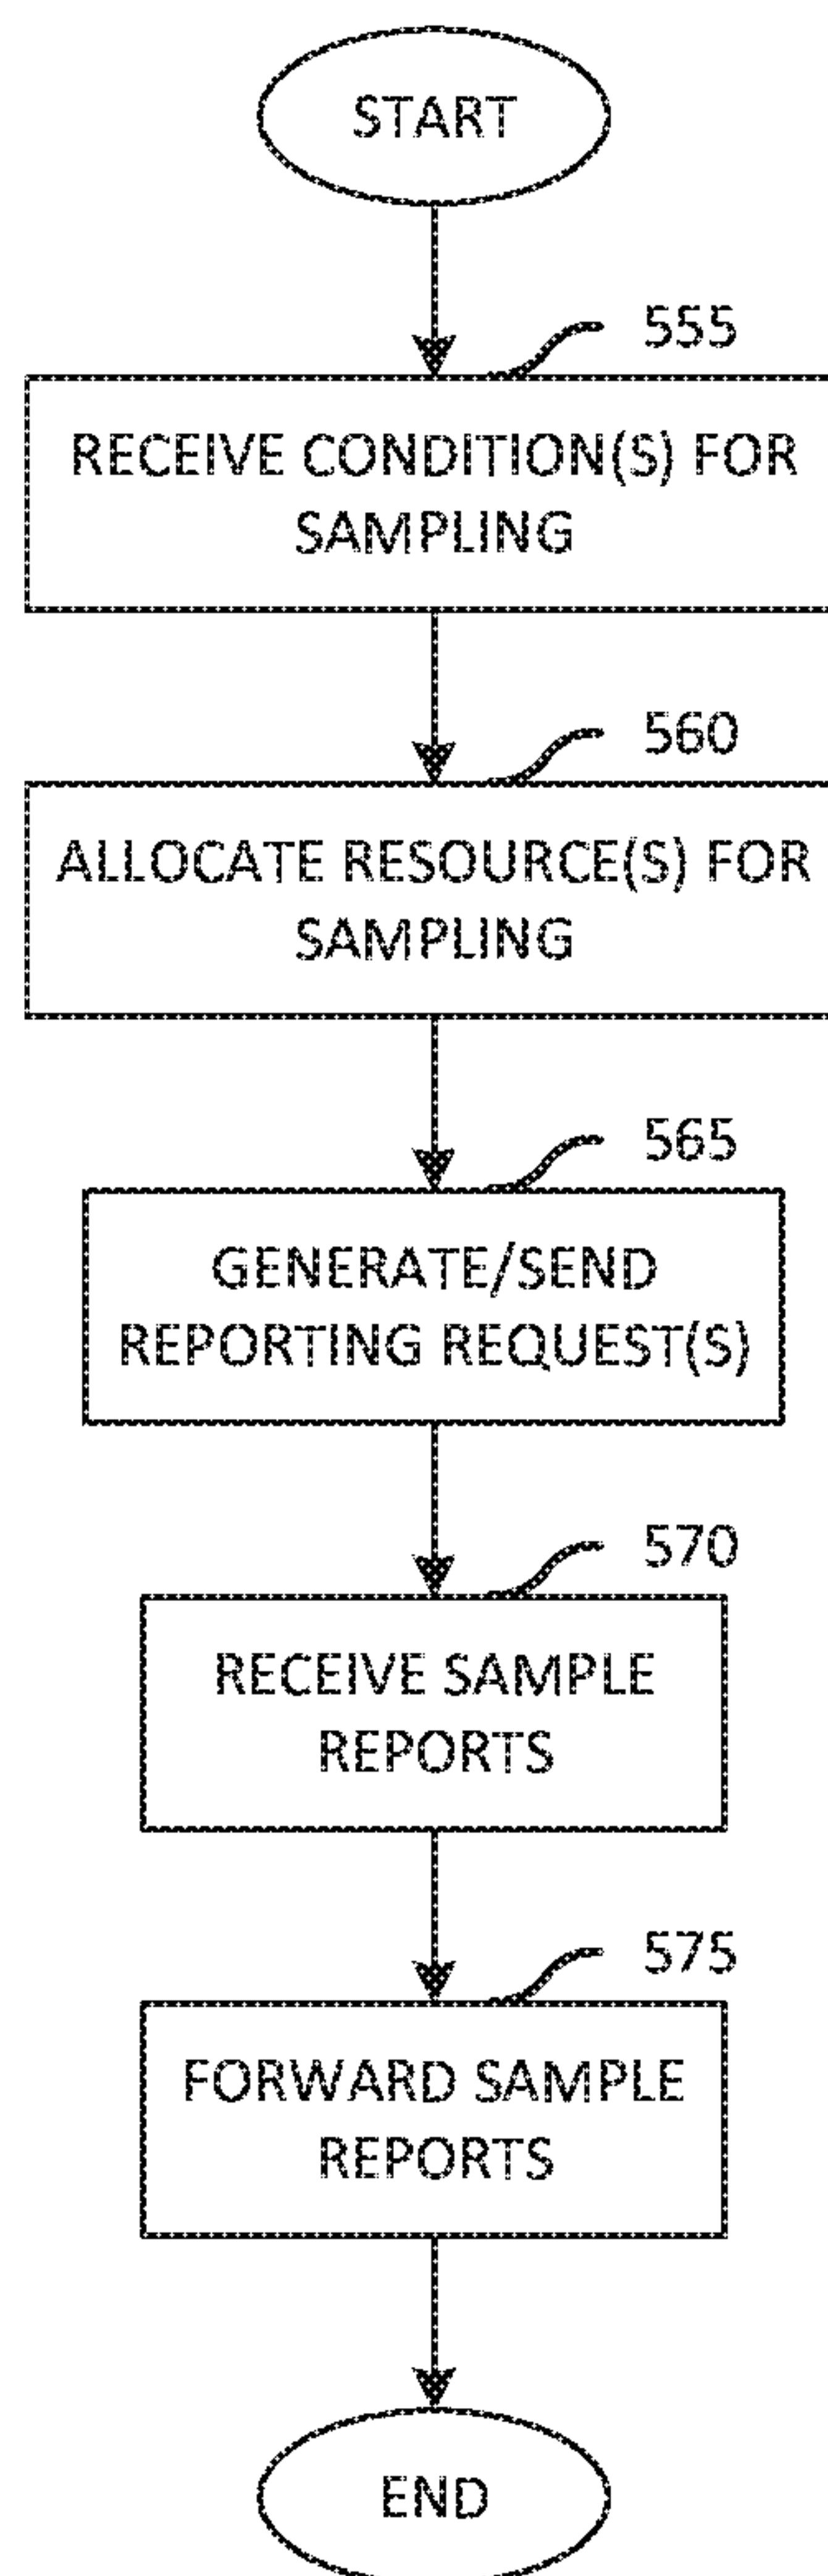 START
555
RECEIVE CONDITION(S) FOR
SAMPLING
560
ALLOCATE RESOURCE(S) FOR
SAMPLING
565
GENERATE/SEND
REPORTING REQUEST(S)
570
RECEIVE SAMPLE
REPORTS
575
FORWARD SAMPLE
REPORTS
END